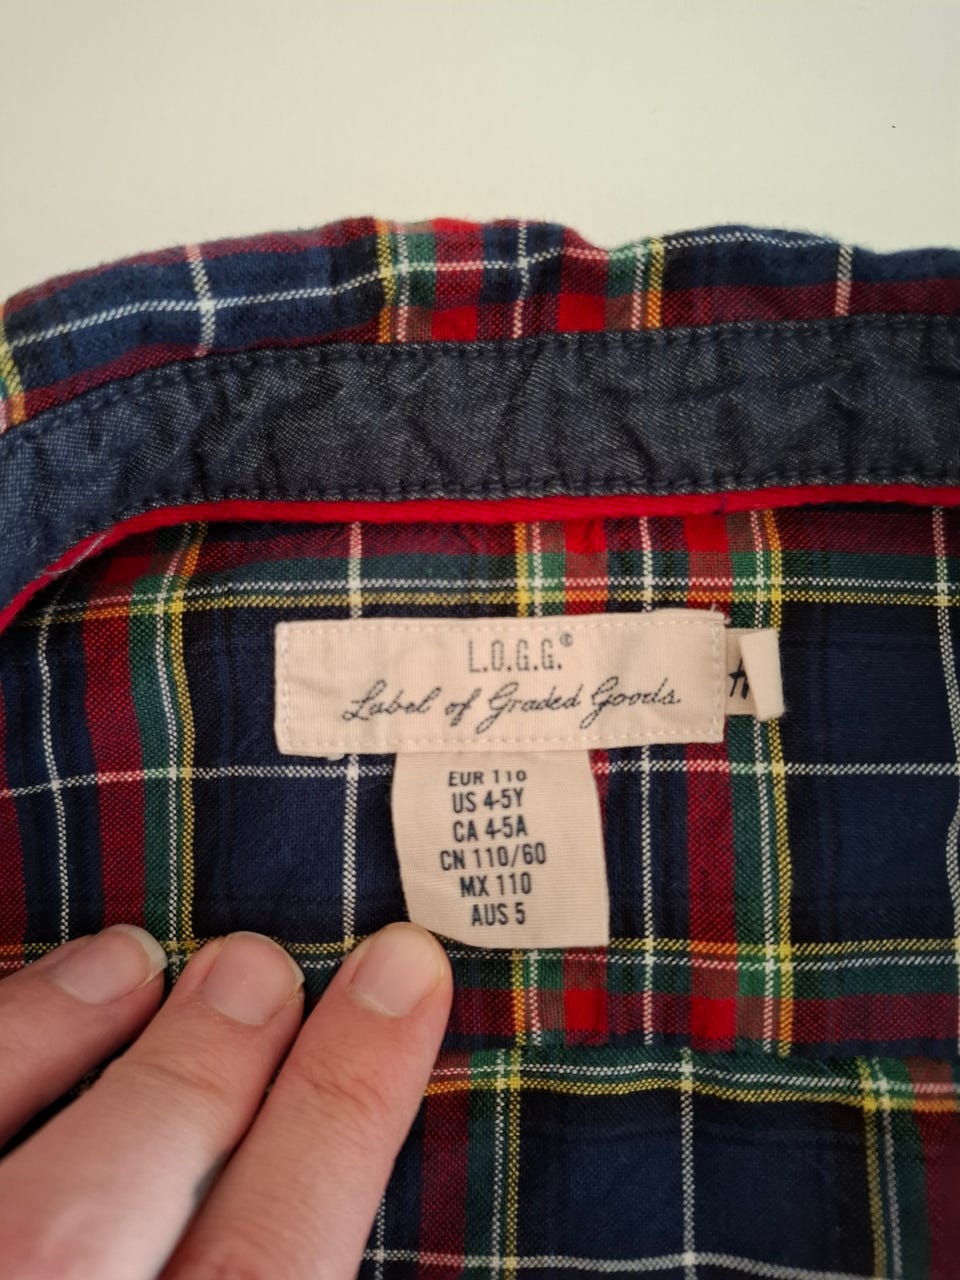 L.O.G.G.®
Label of Graded Goods
EUR 110
US 4-5Y
CA 4-5A
CN 110/60
MX 110
AUS 5